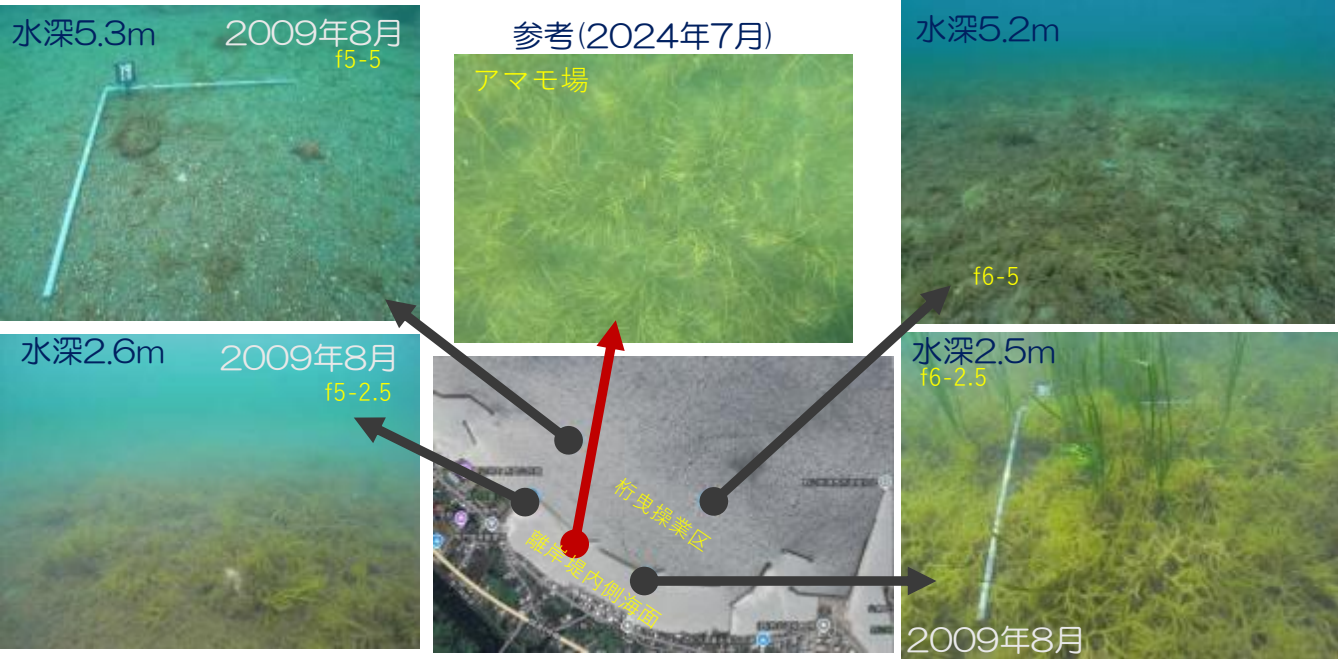 水深5.3m
2009年8月
f5-5
参考(2024年7月)
アマモ場
水深5.2m
f6-5
水深2.6m
2009年8月
f5-2.5
桁曳操業区
離岸堤内側海面
水深2.5m
f6-2.5
2009年8月